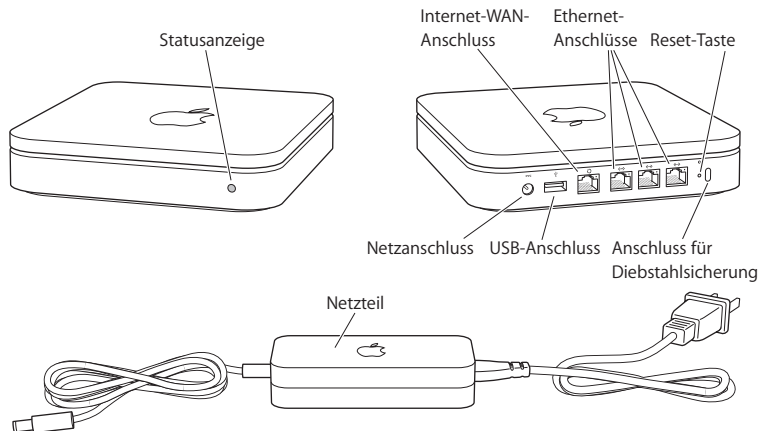 Statusanzeige
Internet-WAN-
Anschluss
Ethernet-
Anschlüsse
Reset-Taste
Netzanschluss
USB-Anschluss
Anschluss für
Diebstahlsicherung
Netzteil